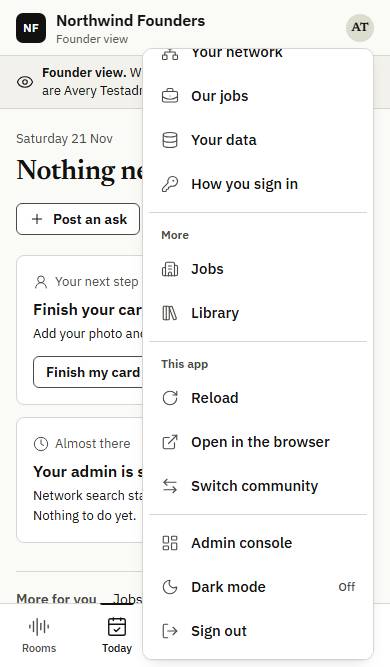 NF
Northwind Founders
Founder view
AT
Founder view. W
are Avery Testadr
Saturday 21 Nov
Nothing ne
Post an ask
Your next step
Finish your car
Add your photo an
Finish my card
Almost there
Your admin is s
Network search sta
Nothing to do yet.
More for you
Jobs
Rooms
Today
Your network
Our jobs
Your data
How you sign in
More
Jobs
Library
This app
Reload
Open in the browser
Switch community
Admin console
Dark mode
Off
Sign out